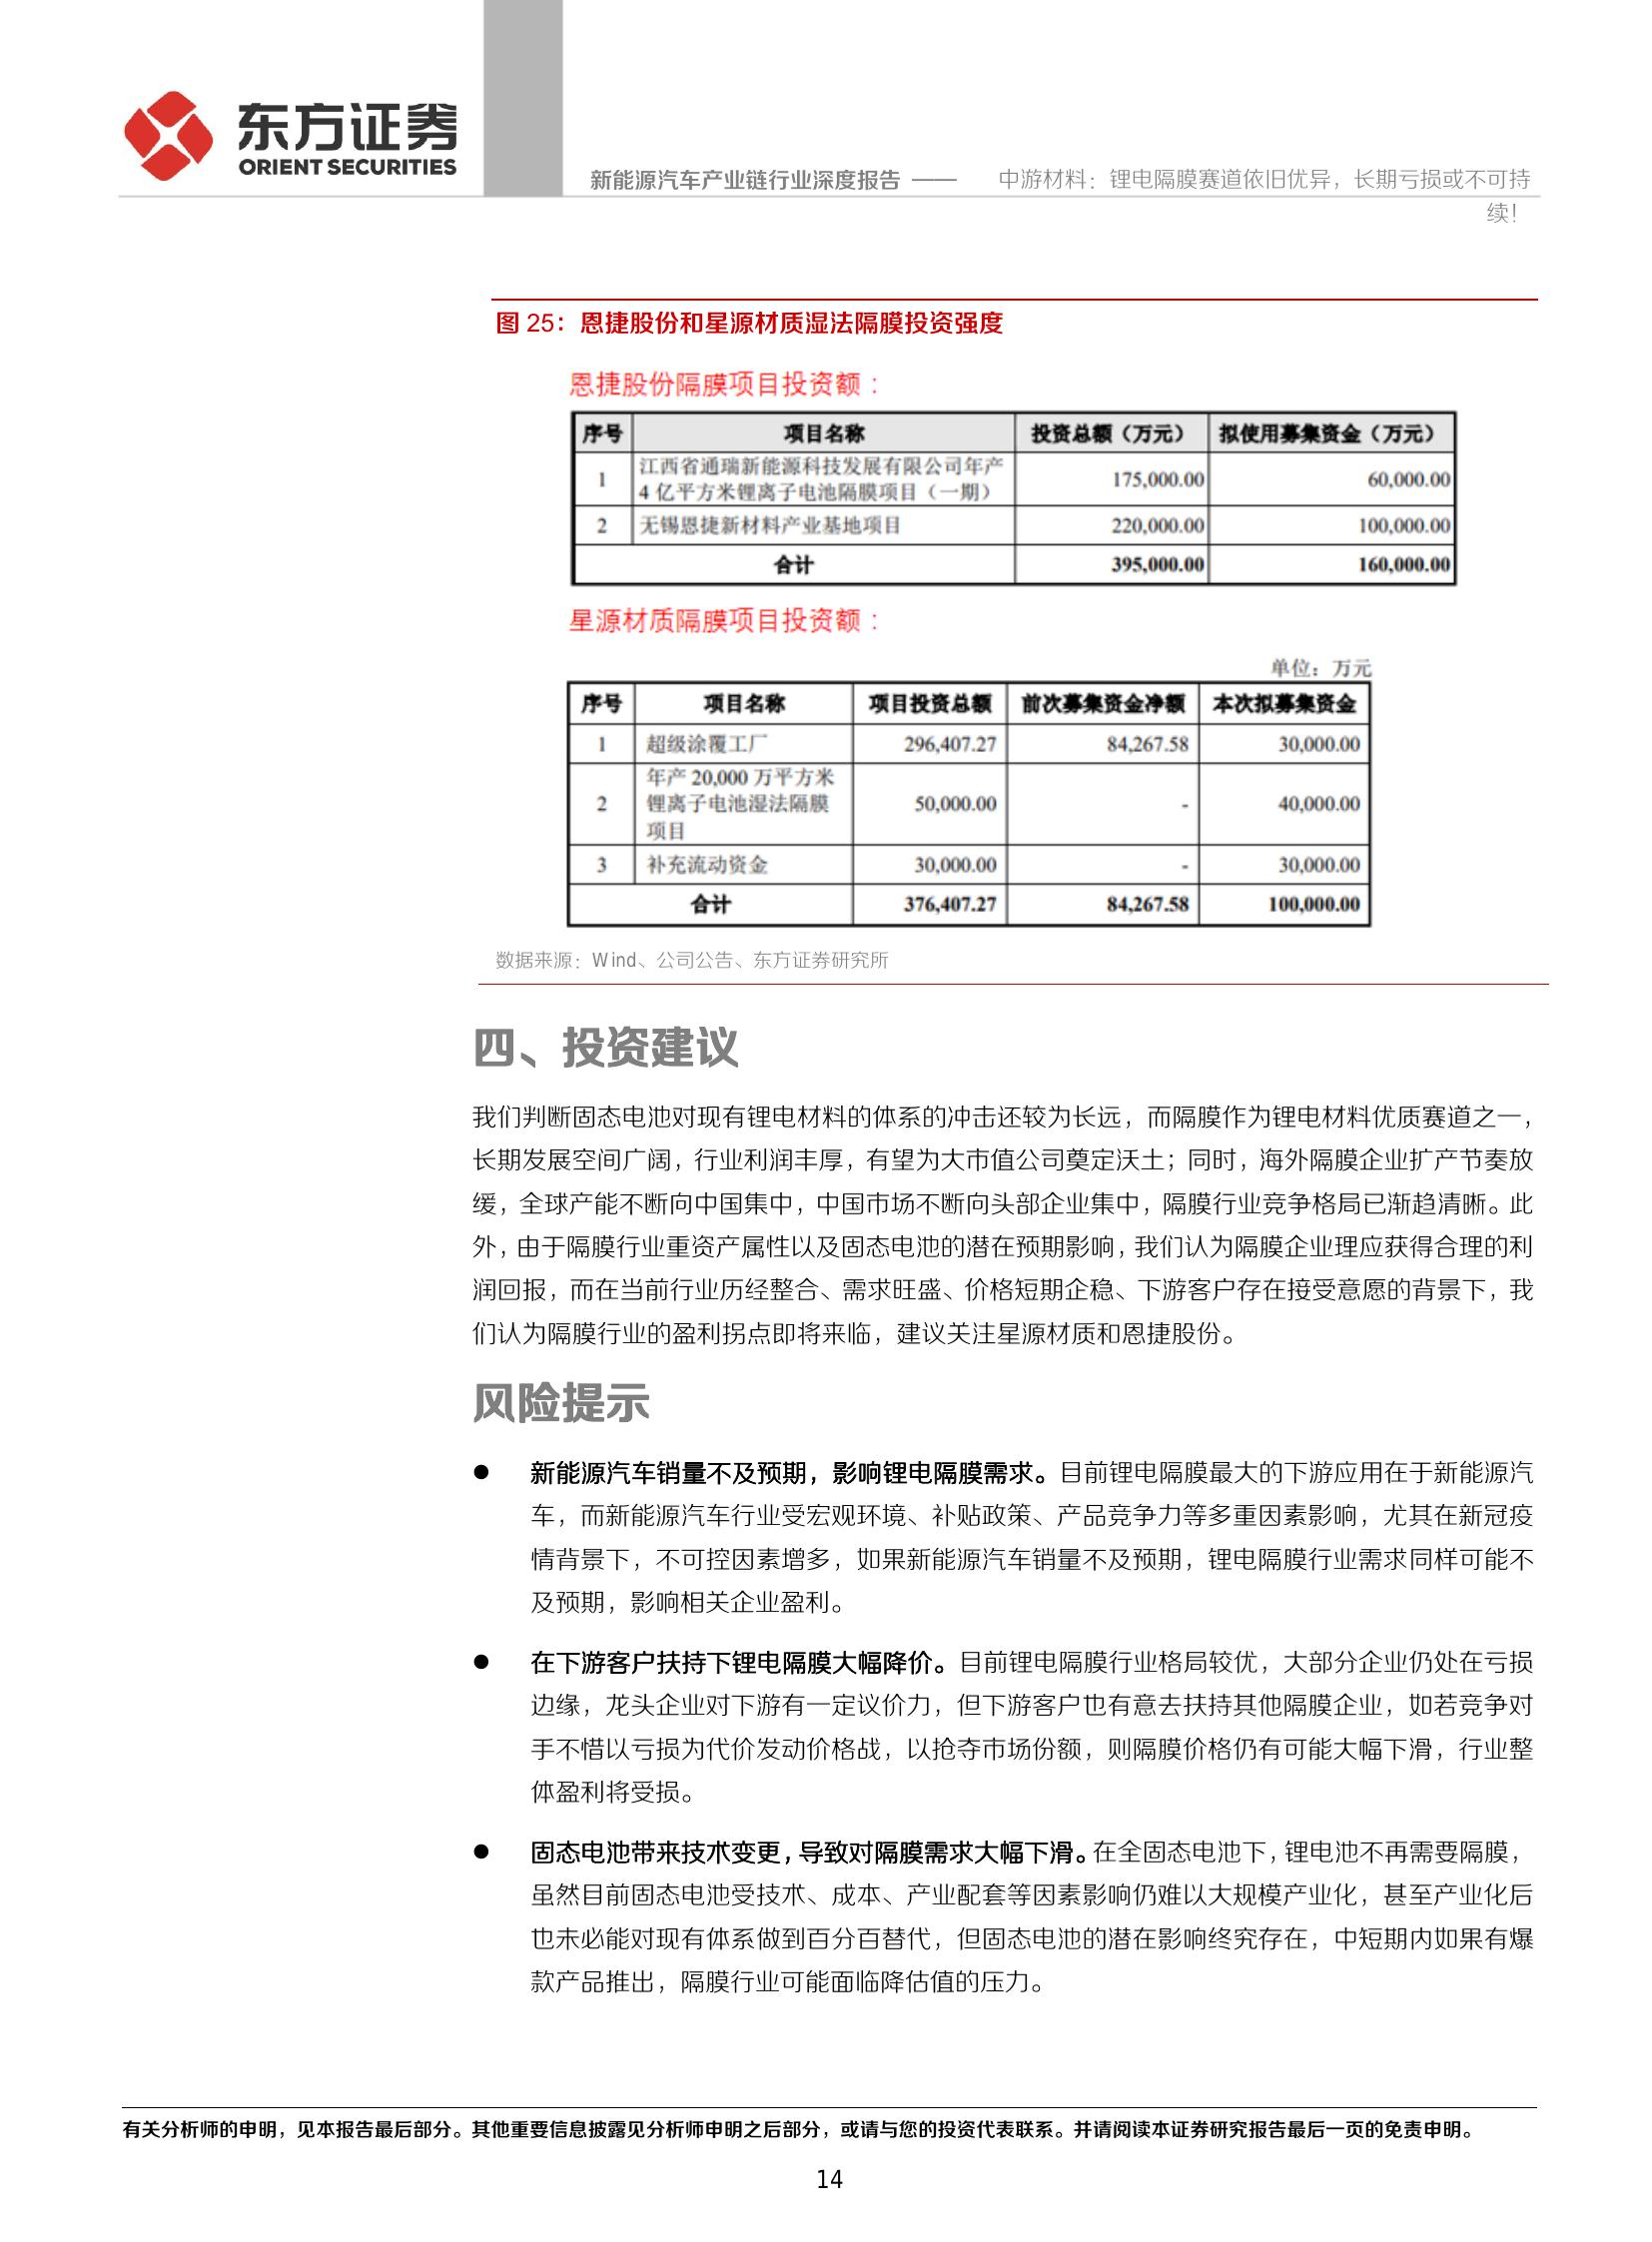 东方证券
ORIENT SECURITIES
新能源汽车产业链行业深度报告 —— 中游材料：锂电隔膜赛道依旧优异，长期亏损或不可持
续！
图 25：恩捷股份和星源材质湿法隔膜投资强度
恩捷股份隔膜项目投资额：
序号 项目名称 投资总额（万元） 拟使用募集资金（万元）
1 江西省通瑞新能源科技发展有限公司年产 175,000.00 60,000.00
4 亿平方米锂离子电池隔膜项目（一期）
2 无锡恩捷新材料产业基地项目 220,000.00 100,000.00
合计 395,000.00 160,000.00
星源材质隔膜项目投资额：
单位：万元
序号 项目名称 项目投资总额 前次募集资金净额 本次拟募集资金
1 超级涂覆工厂 296,407.27 84,267.58 30,000.00
年产 20,000 万平方米
2 锂离子电池湿法隔膜 50,000.00 - 40,000.00
项目
3 补充流动资金 30,000.00 - 30,000.00
合计 376,407.27 84,267.58 100,000.00
数据来源：Wind、公司公告、东方证券研究所
四、投资建议
我们判断固态电池对现有锂电材料的体系的冲击还较为长远，而隔膜作为锂电材料优质赛道之一，
长期发展空间广阔，行业利润丰厚，有望为大市值公司奠定沃土；同时，海外隔膜企业扩产节奏放
缓，全球产能不断向中国集中，中国市场不断向头部企业集中，隔膜行业竞争格局已渐趋清晰。此
外，由于隔膜行业重资产属性以及固态电池的潜在预期影响，我们认为隔膜企业理应获得合理的利
润回报，而在当前行业历经整合、需求旺盛、价格短期企稳、下游客户存在接受意愿的背景下，我
们认为隔膜行业的盈利拐点即将来临，建议关注星源材质和恩捷股份。
风险提示
● 新能源汽车销量不及预期，影响锂电隔膜需求。目前锂电隔膜最大的下游应用在于新能源汽
车，而新能源汽车行业受宏观环境、补贴政策、产品竞争力等多重因素影响，尤其在新冠疫
情背景下，不可控因素增多，如果新能源汽车销量不及预期，锂电隔膜行业需求同样可能不
及预期，影响相关企业盈利。
● 在下游客户扶持下锂电隔膜大幅降价。目前锂电隔膜行业格局较优，大部分企业仍处在亏损
边缘，龙头企业对下游有一定议价力，但下游客户也有意去扶持其他隔膜企业，如若竞争对
手不惜以亏损为代价发动价格战，以抢夺市场份额，则隔膜价格仍有可能大幅下滑，行业整
体盈利将受损。
● 固态电池带来技术变更，导致对隔膜需求大幅下滑。在全固态电池下，锂电池不再需要隔膜，
虽然目前固态电池受技术、成本、产业配套等因素影响仍难以大规模产业化，甚至产业化后
也未必能对现有体系做到百分百替代，但固态电池的潜在影响终究存在，中短期内如果有爆
款产品推出，隔膜行业可能面临降估值的压力。
有关分析师的申明，见本报告最后部分。其他重要信息披露见分析师申明之后部分，或请与您的投资代表联系。并请阅读本证券研究报告最后一页的免责申明。
14